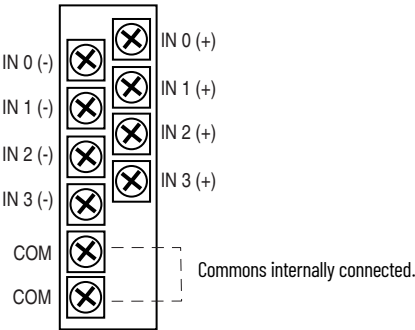 IN 0 (+)
IN 0 (-)
IN 1 (+)
IN 1 (-)
IN 2 (+)
IN 2 (-)
IN 3 (+)
IN 3 (-)
COM
Commons internally connected.
COM